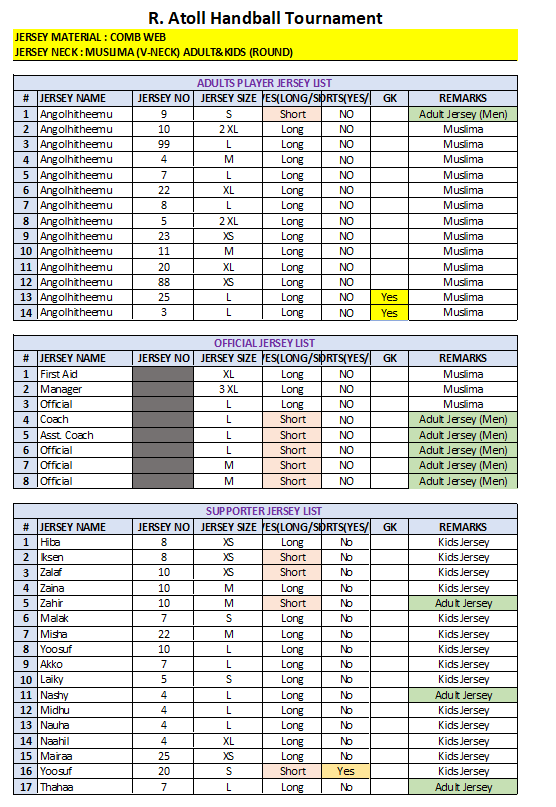 R. Atoll Handball Tournament
JERSEY MATERIAL : COMB WEB
JERSEY NECK : MUSLIMA (V-NECK) ADULT&KIDS (ROUND)
ADULTS PLAYER JERSEY LIST
# JERSEY NAME JERSEY NO JERSEY SIZE GK REMARKS
1 Angolhitheemu 9 S Short NO Adult Jersey (Men)
2 Angolhitheemu 10 2 XL Long NO Muslima
3 Angolhitheemu 99 L Long NO Muslima
4 Angolhitheemu 4 M Long NO Muslima
5 Angolhitheemu 7 L Long NO Muslima
6 Angolhitheemu 22 XL Long NO Muslima
7 Angolhitheemu 8 L Long NO Muslima
8 Angolhitheemu 5 2 XL Long NO Muslima
9 Angolhitheemu 23 XS Long NO Muslima
10 Angolhitheemu 11 M Long NO Muslima
11 Angolhitheemu 20 XL Long NO Muslima
12 Angolhitheemu 88 XS Long NO Muslima
13 Angolhitheemu 25 L Long NO Yes Muslima
14 Angolhitheemu 3 L Long NO Yes Muslima
OFFICIAL JERSEY LIST
# JERSEY NAME JERSEY NO JERSEY SIZE GK REMARKS
1 First Aid XL Long NO Muslima
2 Manager 3 XL Long NO Muslima
3 Official L Long NO Muslima
4 Coach L Short NO Adult Jersey (Men)
5 Asst. Coach L Short NO Adult Jersey (Men)
6 Official L Short NO Adult Jersey (Men)
7 Official M Short NO Adult Jersey (Men)
8 Official M Short NO Adult Jersey (Men)
SUPPORTER JERSEY LIST
# JERSEY NAME JERSEY NO JERSEY SIZE GK REMARKS
1 Hiba 8 XS Long No Kids Jersey
2 Iksen 8 XS Short No Kids Jersey
3 Zalaf 10 XS Short No Kids Jersey
4 Zaina 10 M Long No Kids Jersey
5 Zahir 10 M Short No Adult Jersey
6 Malak 7 S Long No Kids Jersey
7 Misha 22 M Long No Kids Jersey
8 Yoosuf 10 L Long No Kids Jersey
9 Akko 7 L Long No Kids Jersey
10 Laiky 5 S Long No Kids Jersey
11 Nashy 4 L Long No Adult Jersey
12 Midhu 4 L Long No Kids Jersey
13 Nauha 4 L Long No Kids Jersey
14 Naahil 4 XL Long No Kids Jersey
15 Mairaa 25 XS Long No Kids Jersey
16 Yoosuf 20 S Short Yes Kids Jersey
17 Thahaa 7 L Long No Adult Jersey